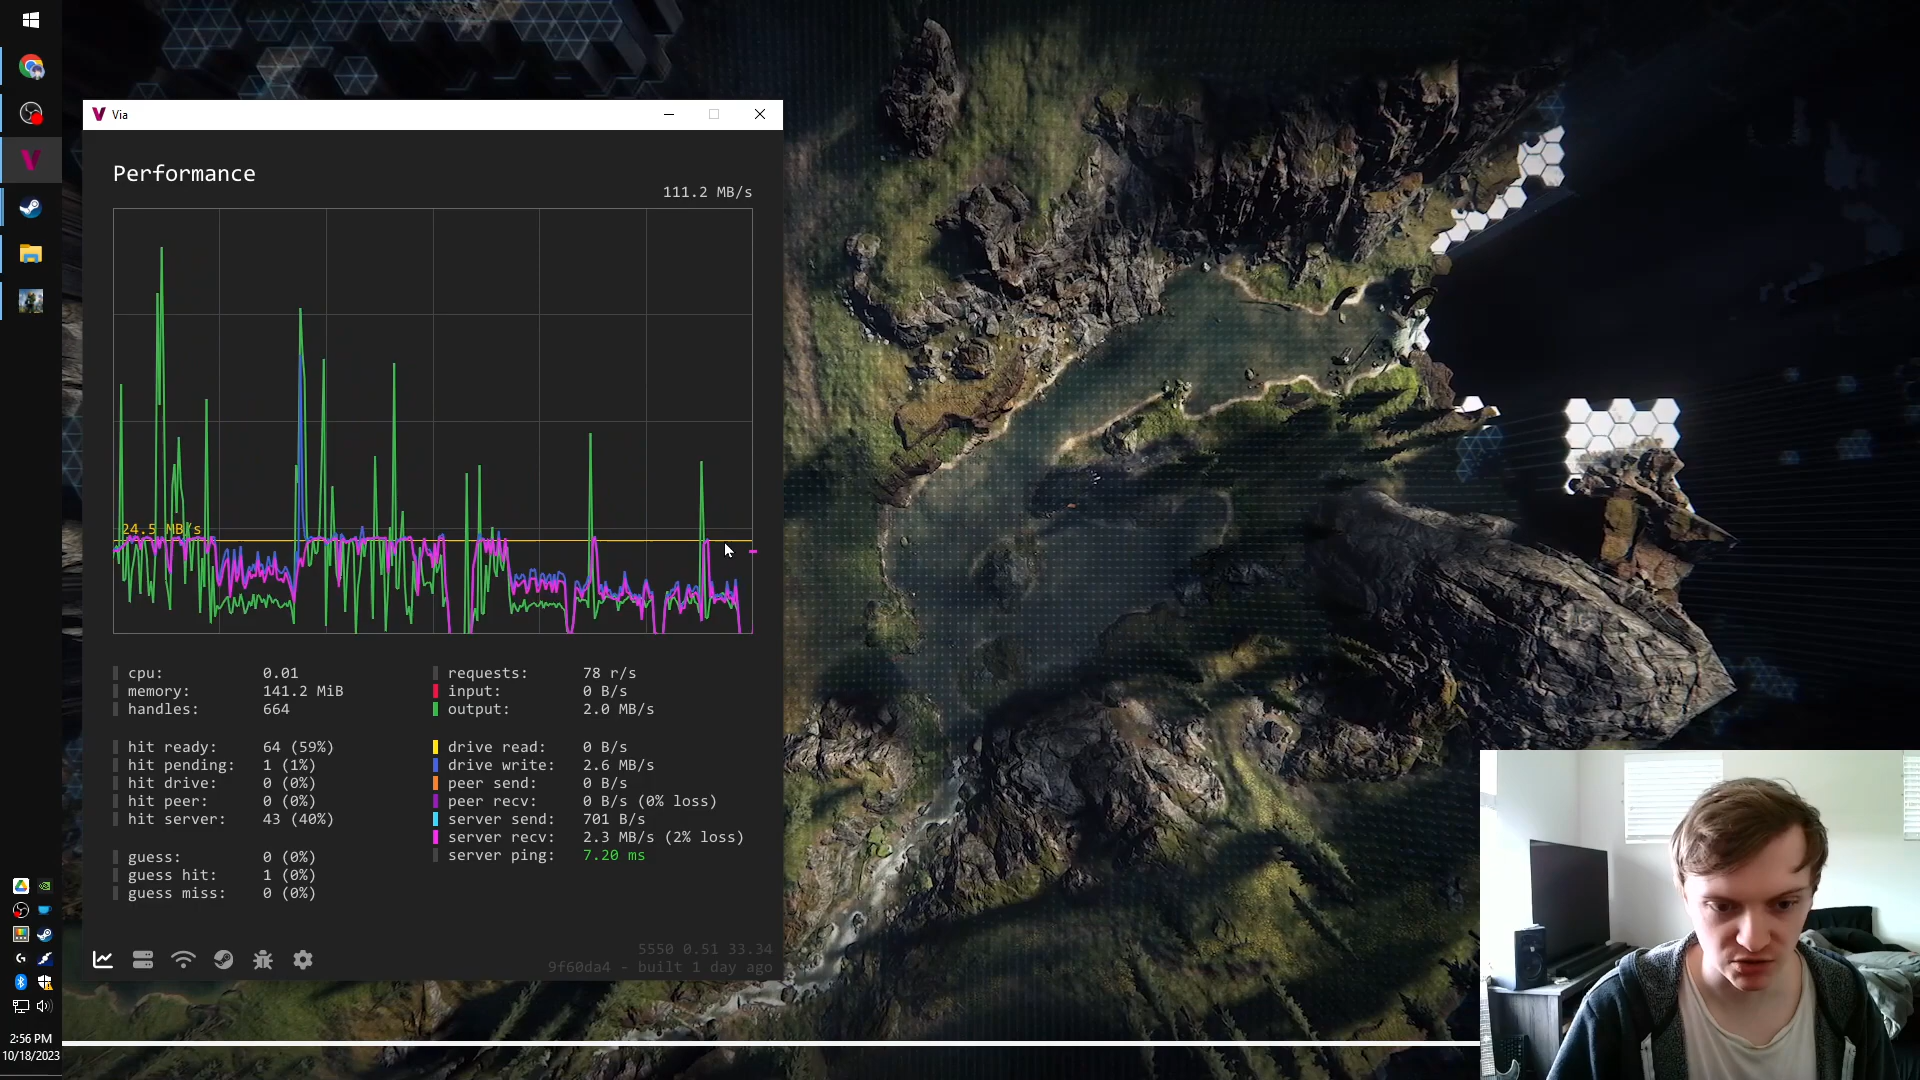 Via
Performance
111.2 MB/s
24.5 MB/s
cpu: 0.01
memory: 141.2 MiB
handles: 664
hit ready: 64 (59%)
hit pending: 1 (1%)
hit drive: 0 (0%)
hit peer: 0 (0%)
hit server: 43 (40%)
guess: 0 (0%)
guess hit: 1 (0%)
guess miss: 0 (0%)
requests: 78 r/s
input: 0 B/s
output: 2.0 MB/s
drive read: 0 B/s
drive write: 2.6 MB/s
peer send: 0 B/s
peer recv: 0 B/s (0% loss)
server send: 701 B/s
server recv: 2.3 MB/s (2% loss)
server ping: 7.20 ms
5550 0.51 33.34
9f60da4 - built 1 day ago
2:56 PM
10/18/2023